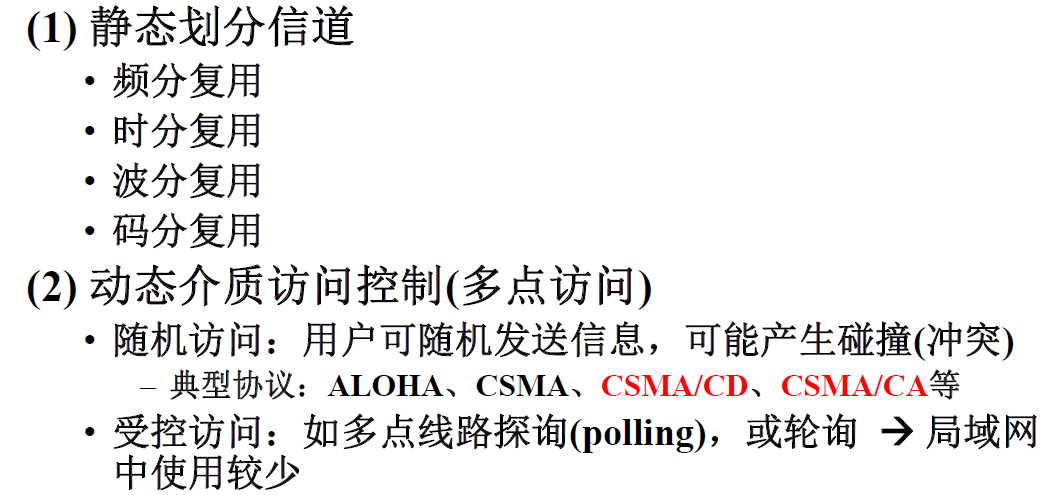 (1) 静态划分信道
• 频分复用
• 时分复用
• 波分复用
• 码分复用
(2) 动态介质访问控制(多点访问)
• 随机访问：用户可随机发送信息，可能产生碰撞(冲突)
– 典型协议：ALOHA、CSMA、CSMA/CD、CSMA/CA等
• 受控访问：如多点线路探询(polling)，或轮询 → 局域网
中使用较少